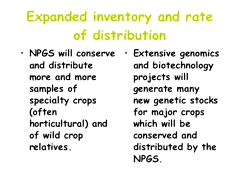 Expanded inventory and rate
of distribution
• NPGS will conserve
and distribute
more and more
samples of
specialty crops
(often
horticultural) and
of wild crop
relatives.
• Extensive genomics
and biotechnology
projects will
generate many
new genetic stocks
for major crops
which will be
conserved and
distributed by the
NPGS.